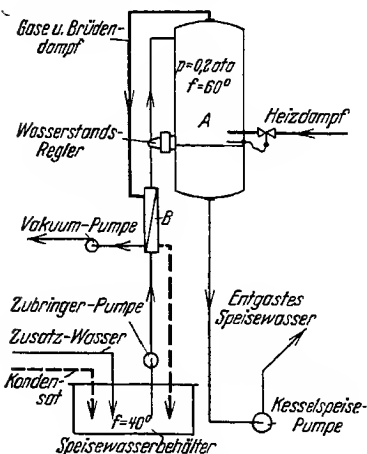 Gase u. Brüden-
dampf
p=0,2ata
f=60°
A
Heizdampf
Wasserstands-
Regler
B
Vakuum-Pumpe
Zubringer-Pumpe
Zusatz-Wasser
Konden-
sat
f=40°
Speisewasserbehälter
Entgastes
Speisewasser
Kesselspeise-
Pumpe